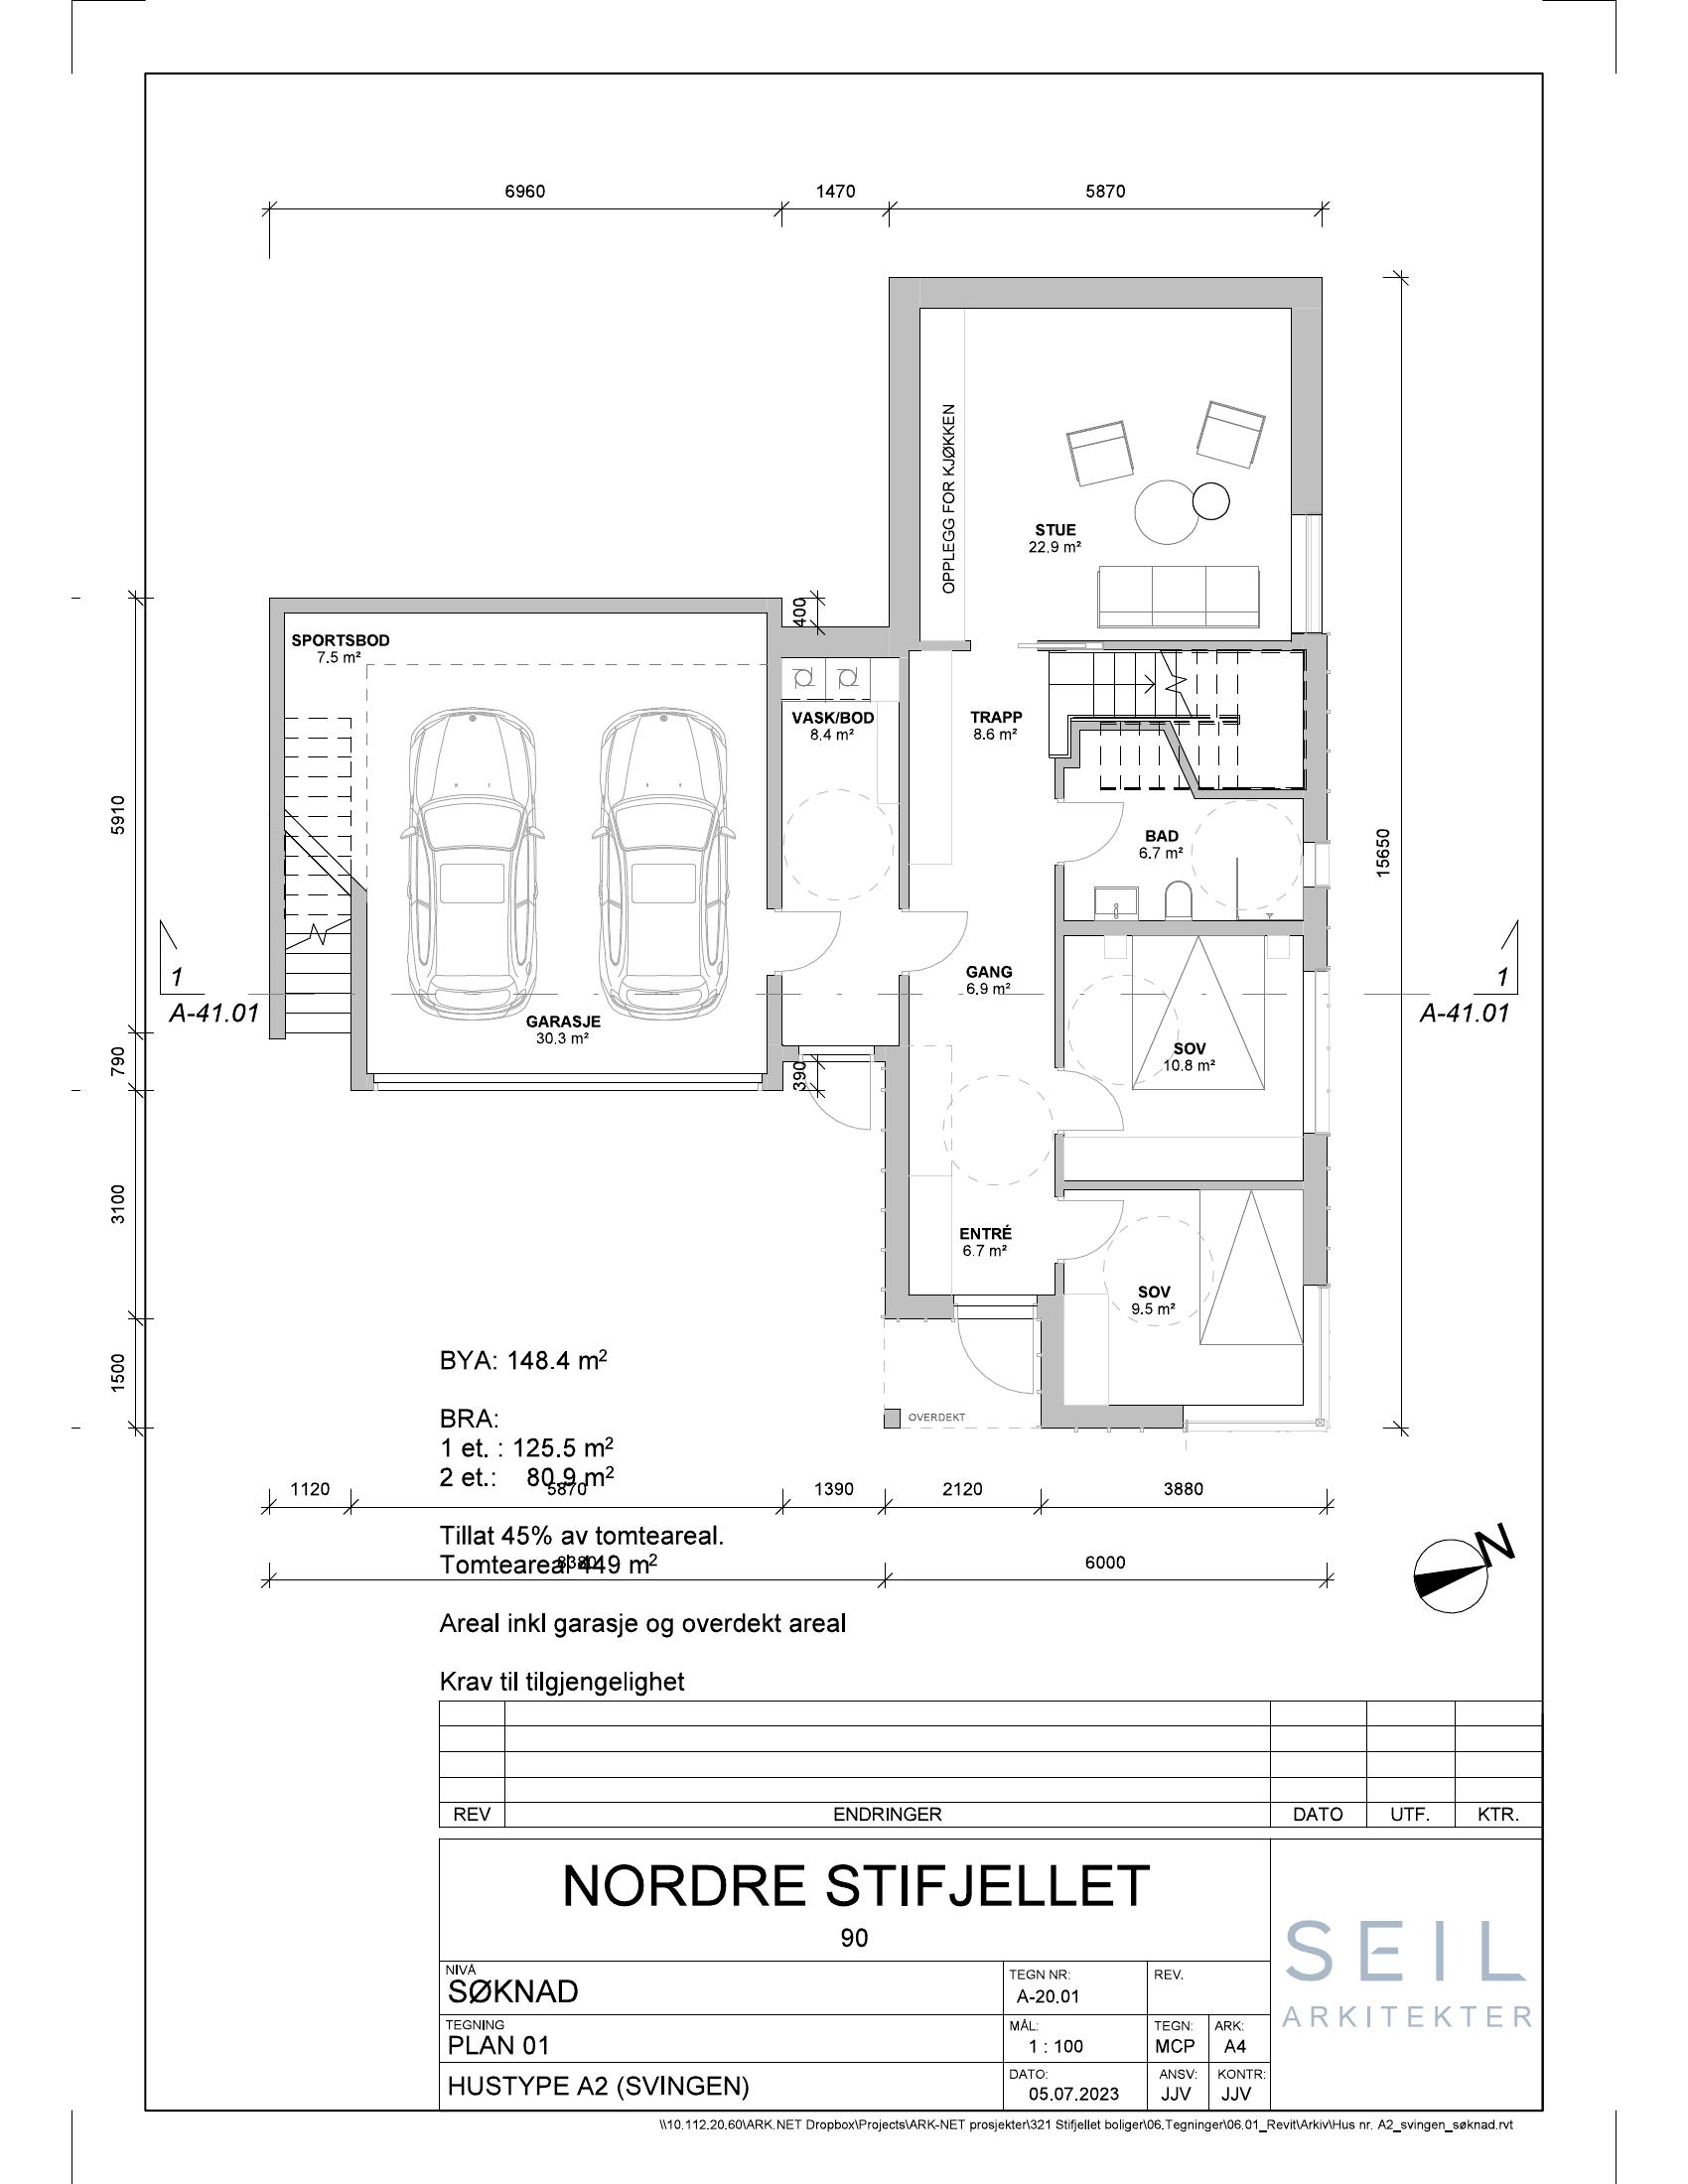 6960
1470
5870
OPPLEGG FOR KJØKKEN
STUE
22.9 m²
400
SPORTSBOD
7.5 m²
VASK/BOD
8.4 m²
TRAPP
8.6 m²
5910
BAD
6.7 m²
15650
1
A-41.01
1
A-41.01
GANG
6.9 m²
GARASJE
30.3 m²
SOV
10.8 m²
790
390
3100
ENTRÉ
6.7 m²
SOV
9.5 m²
1500
OVERDEKT
BYA: 148.4 m²
BRA:
1 et. : 125.5 m²
2 et.: 80.9 m²
1120
5870
1390
2120
3880
Tillat 45% av tomteareal.
Tomteareal 449 m²
8380
6000
N
Areal inkl garasje og overdekt areal
Krav til tilgjengelighet
REV ENDRINGER DATO UTF. KTR.
NORDRE STIFJELLET
90
NIVÅ
SØKNAD
TEGN NR:
A-20.01
REV.
TEGNING
PLAN 01
MÅL:
1 : 100
TEGN:
MCP
ARK:
A4
HUSTYPE A2 (SVINGEN)
DATO:
05.07.2023
ANSV:
JJV
KONTR:
JJV
SEIL
ARKITEKTER
\\10.112.20.60\ARK.NET Dropbox\Projects\ARK-NET prosjekter\321 Stifjellet boliger\06.Tegninger\06.01_Revit\Arkiv\Hus nr. A2_svingen_søknad.rvt